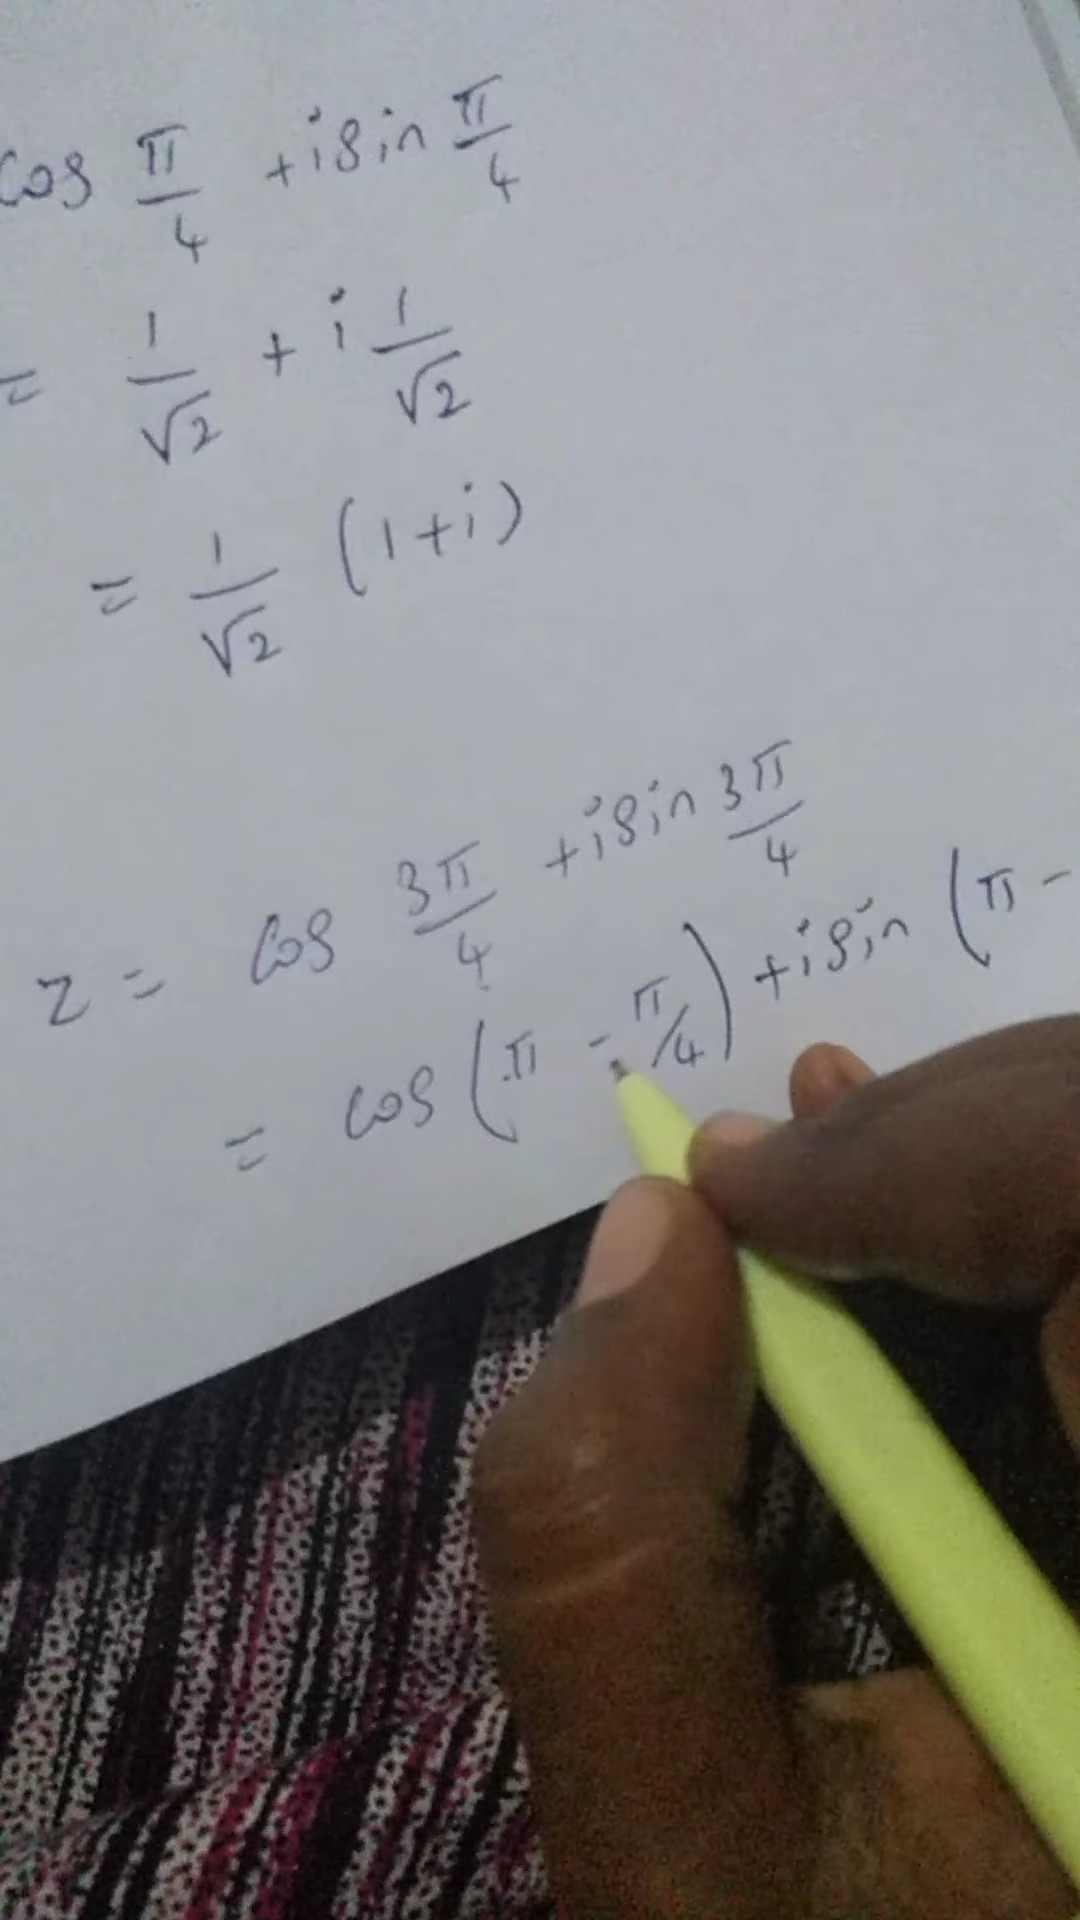 cos π/4 + i sin π/4
= 1/√2 + i 1/√2
= 1/√2 (1+i)
z = cos 3π/4 + i sin 3π/4
= cos (π - π/4) + i sin (π -